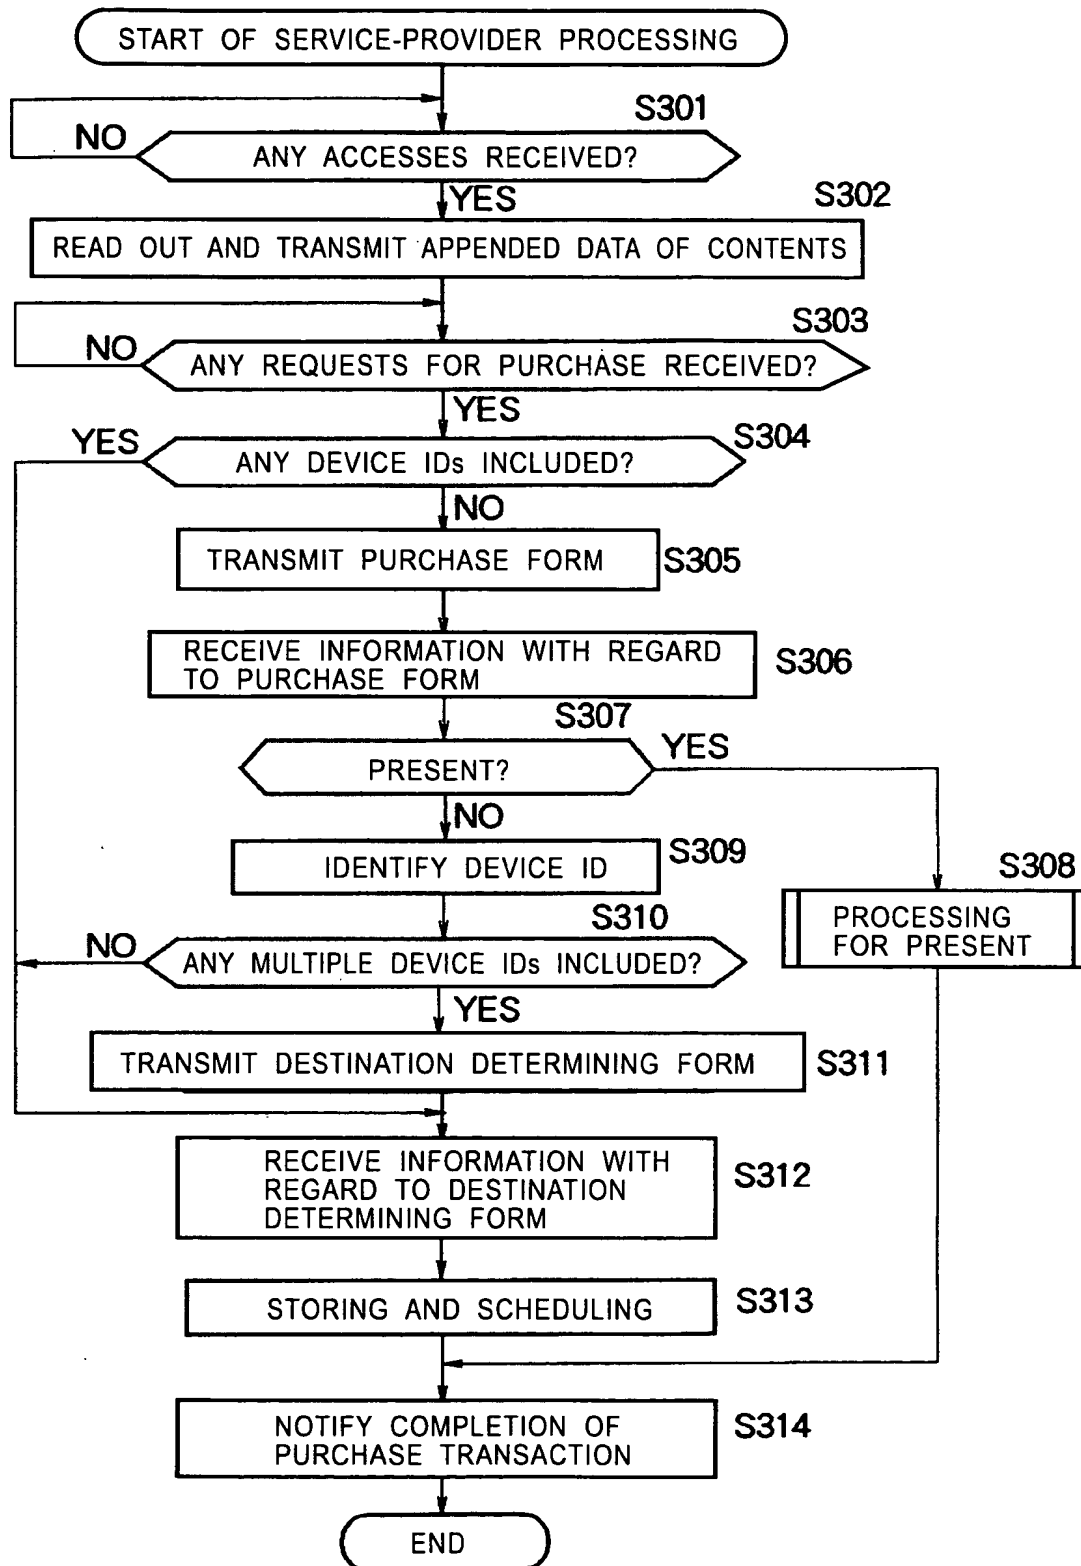 START OF SERVICE-PROVIDER PROCESSING
S301
NO
ANY ACCESSES RECEIVED?
YES
S302
READ OUT AND TRANSMIT APPENDED DATA OF CONTENTS
S303
NO
ANY REQUESTS FOR PURCHASE RECEIVED?
YES
S304
YES
ANY DEVICE IDs INCLUDED?
NO
TRANSMIT PURCHASE FORM
S305
RECEIVE INFORMATION WITH REGARD
TO PURCHASE FORM
S306
S307
YES
PRESENT?
NO
IDENTIFY DEVICE ID
S309
S308
PROCESSING
FOR PRESENT
S310
NO
ANY MULTIPLE DEVICE IDs INCLUDED?
YES
TRANSMIT DESTINATION DETERMINING FORM
S311
RECEIVE INFORMATION WITH
REGARD TO DESTINATION
DETERMINING FORM
S312
STORING AND SCHEDULING
S313
NOTIFY COMPLETION OF
PURCHASE TRANSACTION
S314
END